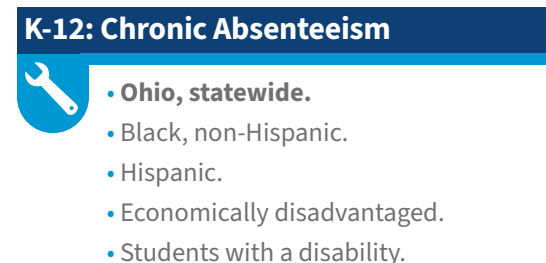 K-12: Chronic Absenteeism
• Ohio, statewide.
• Black, non-Hispanic.
• Hispanic.
• Economically disadvantaged.
• Students with a disability.